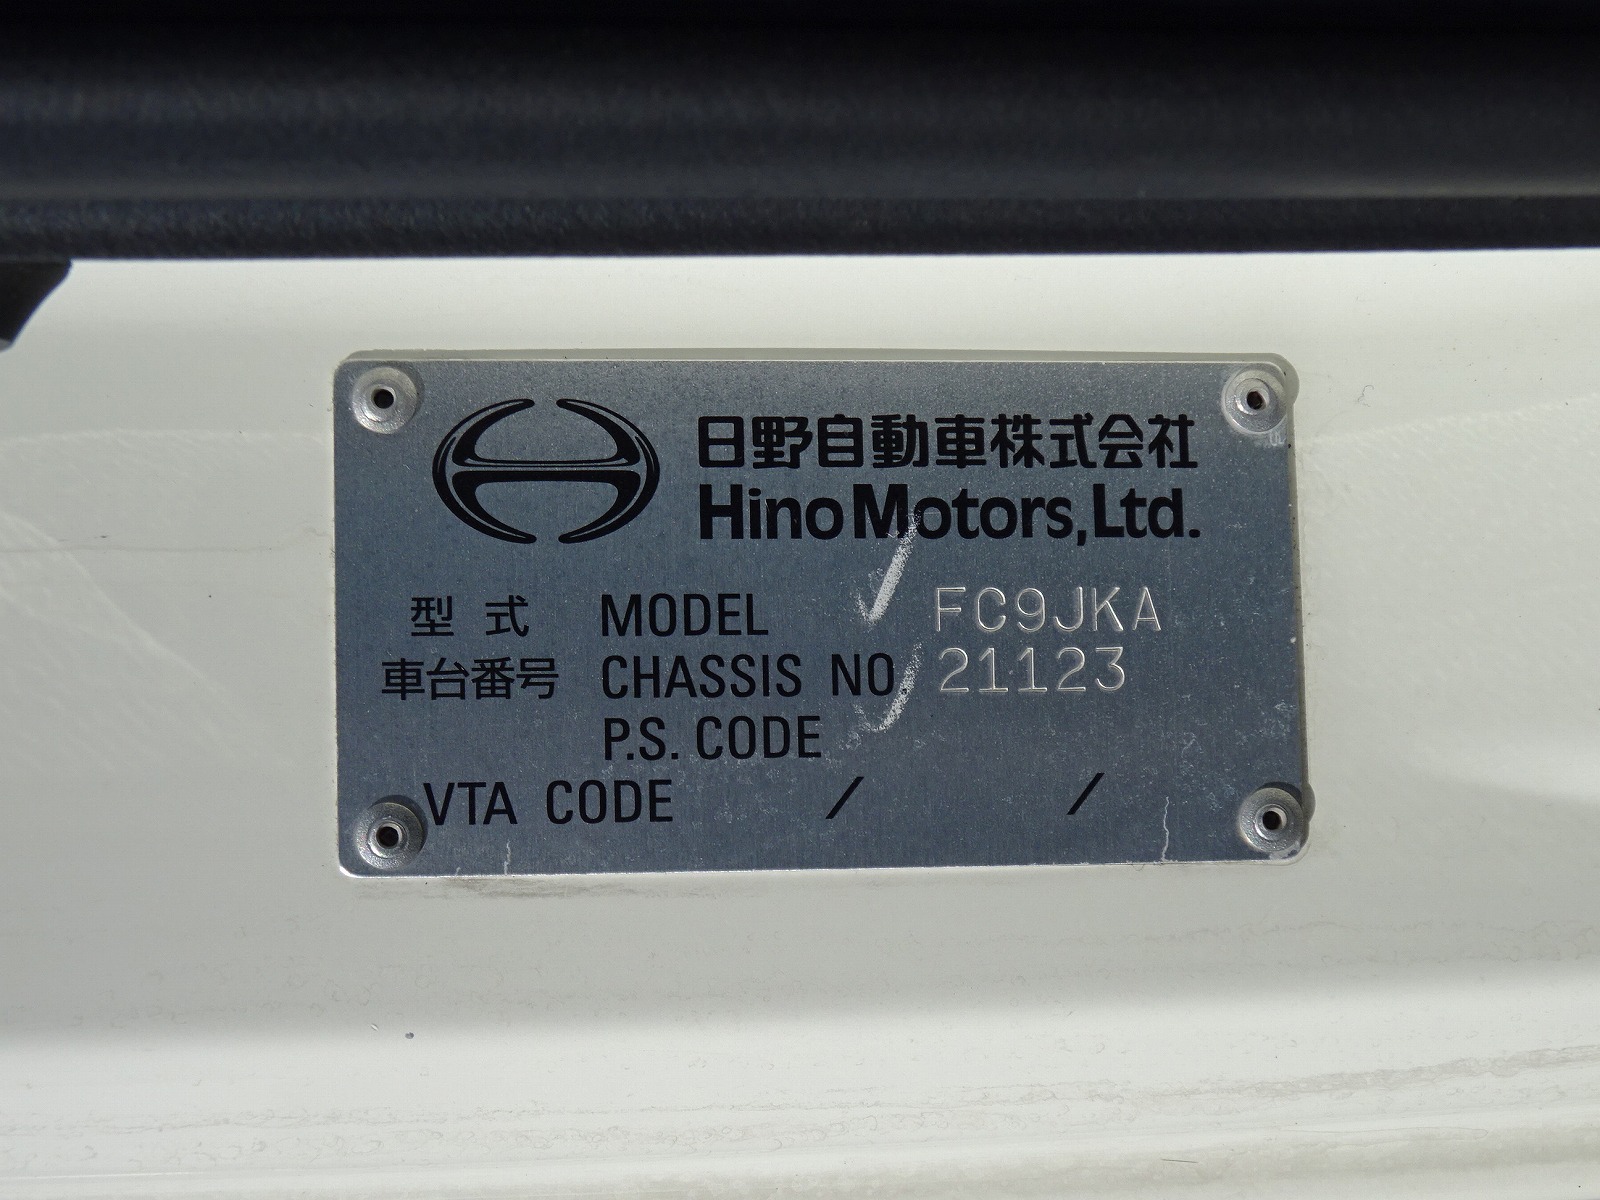 日野自動車株式会社
Hino Motors, Ltd.
型 式 MODEL FC9JKA
車台番号 CHASSIS NO. 21123
P.S. CODE
VTA CODE / /